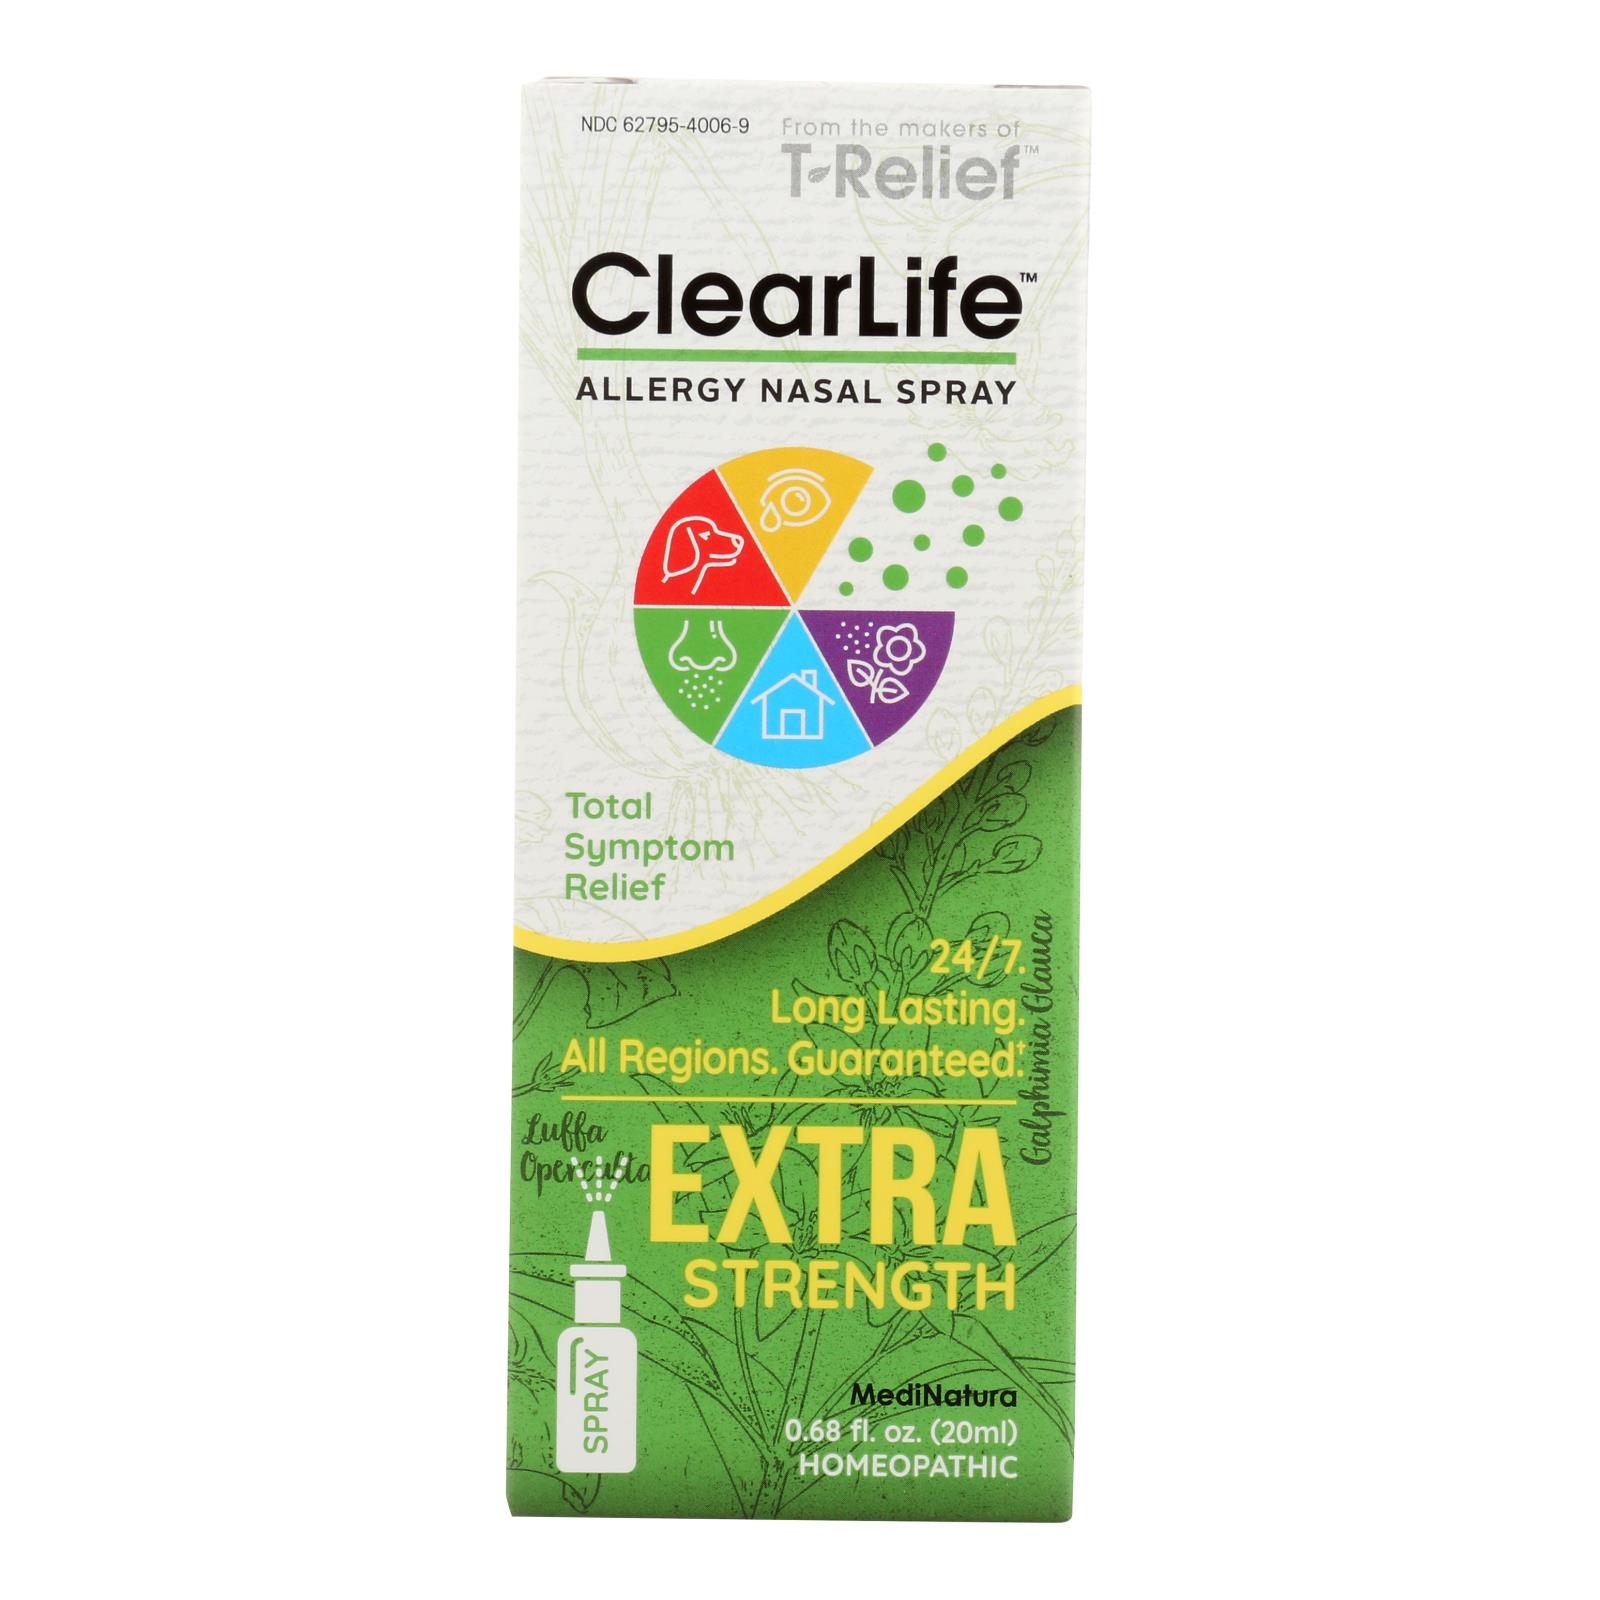 NDC 62795-4006-9
From the makers of
T-Relief™
ClearLife™
ALLERGY NASAL SPRAY
Total
Symptom
Relief
24/7.
Long Lasting.
All Regions. Guaranteed.†
Galphimia Glauca
Luffa
Operculta
EXTRA
STRENGTH
SPRAY
MediNatura
0.68 fl. oz. (20ml)
HOMEOPATHIC